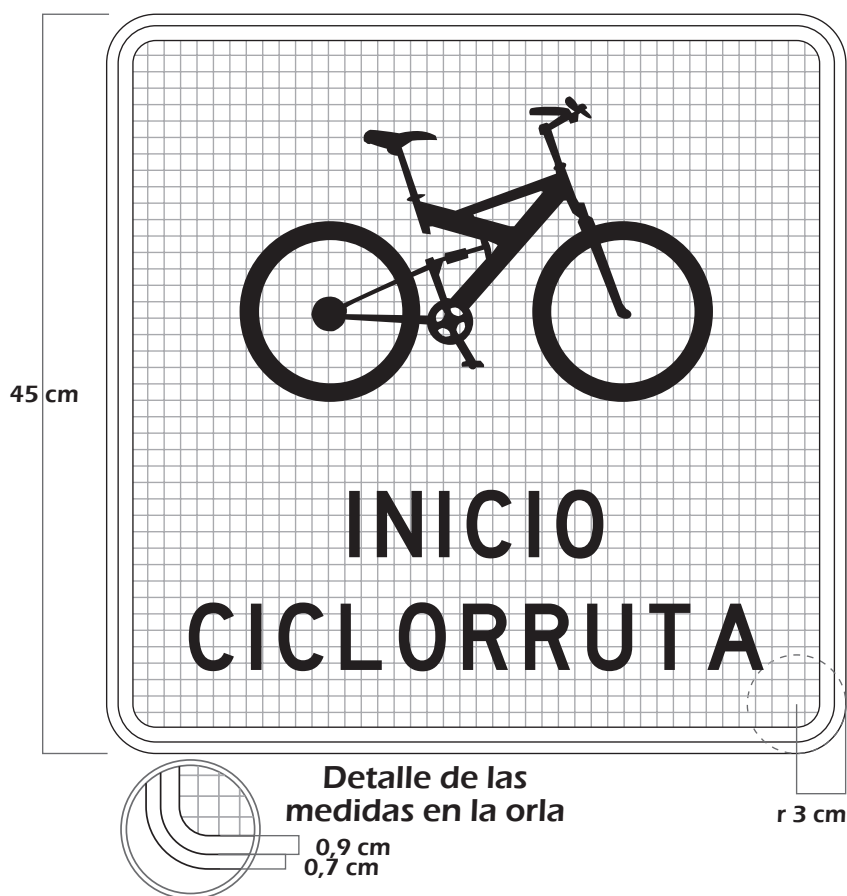 45 cm
INICIO
CICLORRUTA
Detalle de las
medidas en la orla
r 3 cm
0,9 cm
0,7 cm